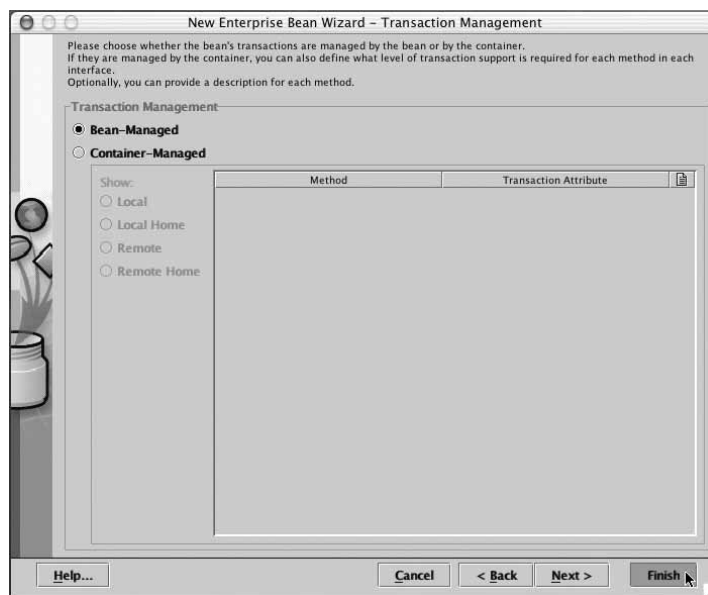 New Enterprise Bean Wizard – Transaction Management
Please choose whether the bean's transactions are managed by the bean or by the container.
If they are managed by the container, you can also define what level of transaction support is required for each method in each
interface.
Optionally, you can provide a description for each method.
Transaction Management
Bean-Managed
Container-Managed
Show:
Method
Transaction Attribute
Local
Local Home
Remote
Remote Home
Help...
Cancel
< Back
Next >
Finish